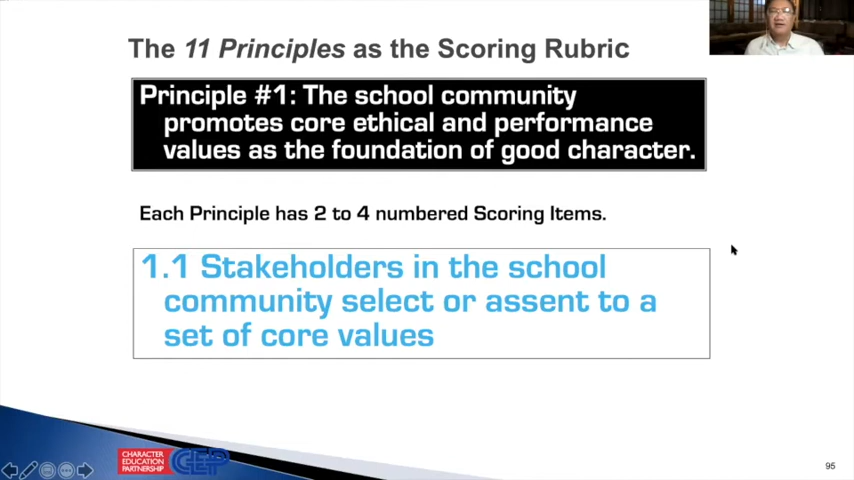 The 11 Principles as the Scoring Rubric
Principle #1: The school community
promotes core ethical and performance
values as the foundation of good character.
Each Principle has 2 to 4 numbered Scoring Items.
1.1 Stakeholders in the school
community select or assent to a
set of core values
CHARACTER
EDUCATION
PARTNERSHIP
CEP
95